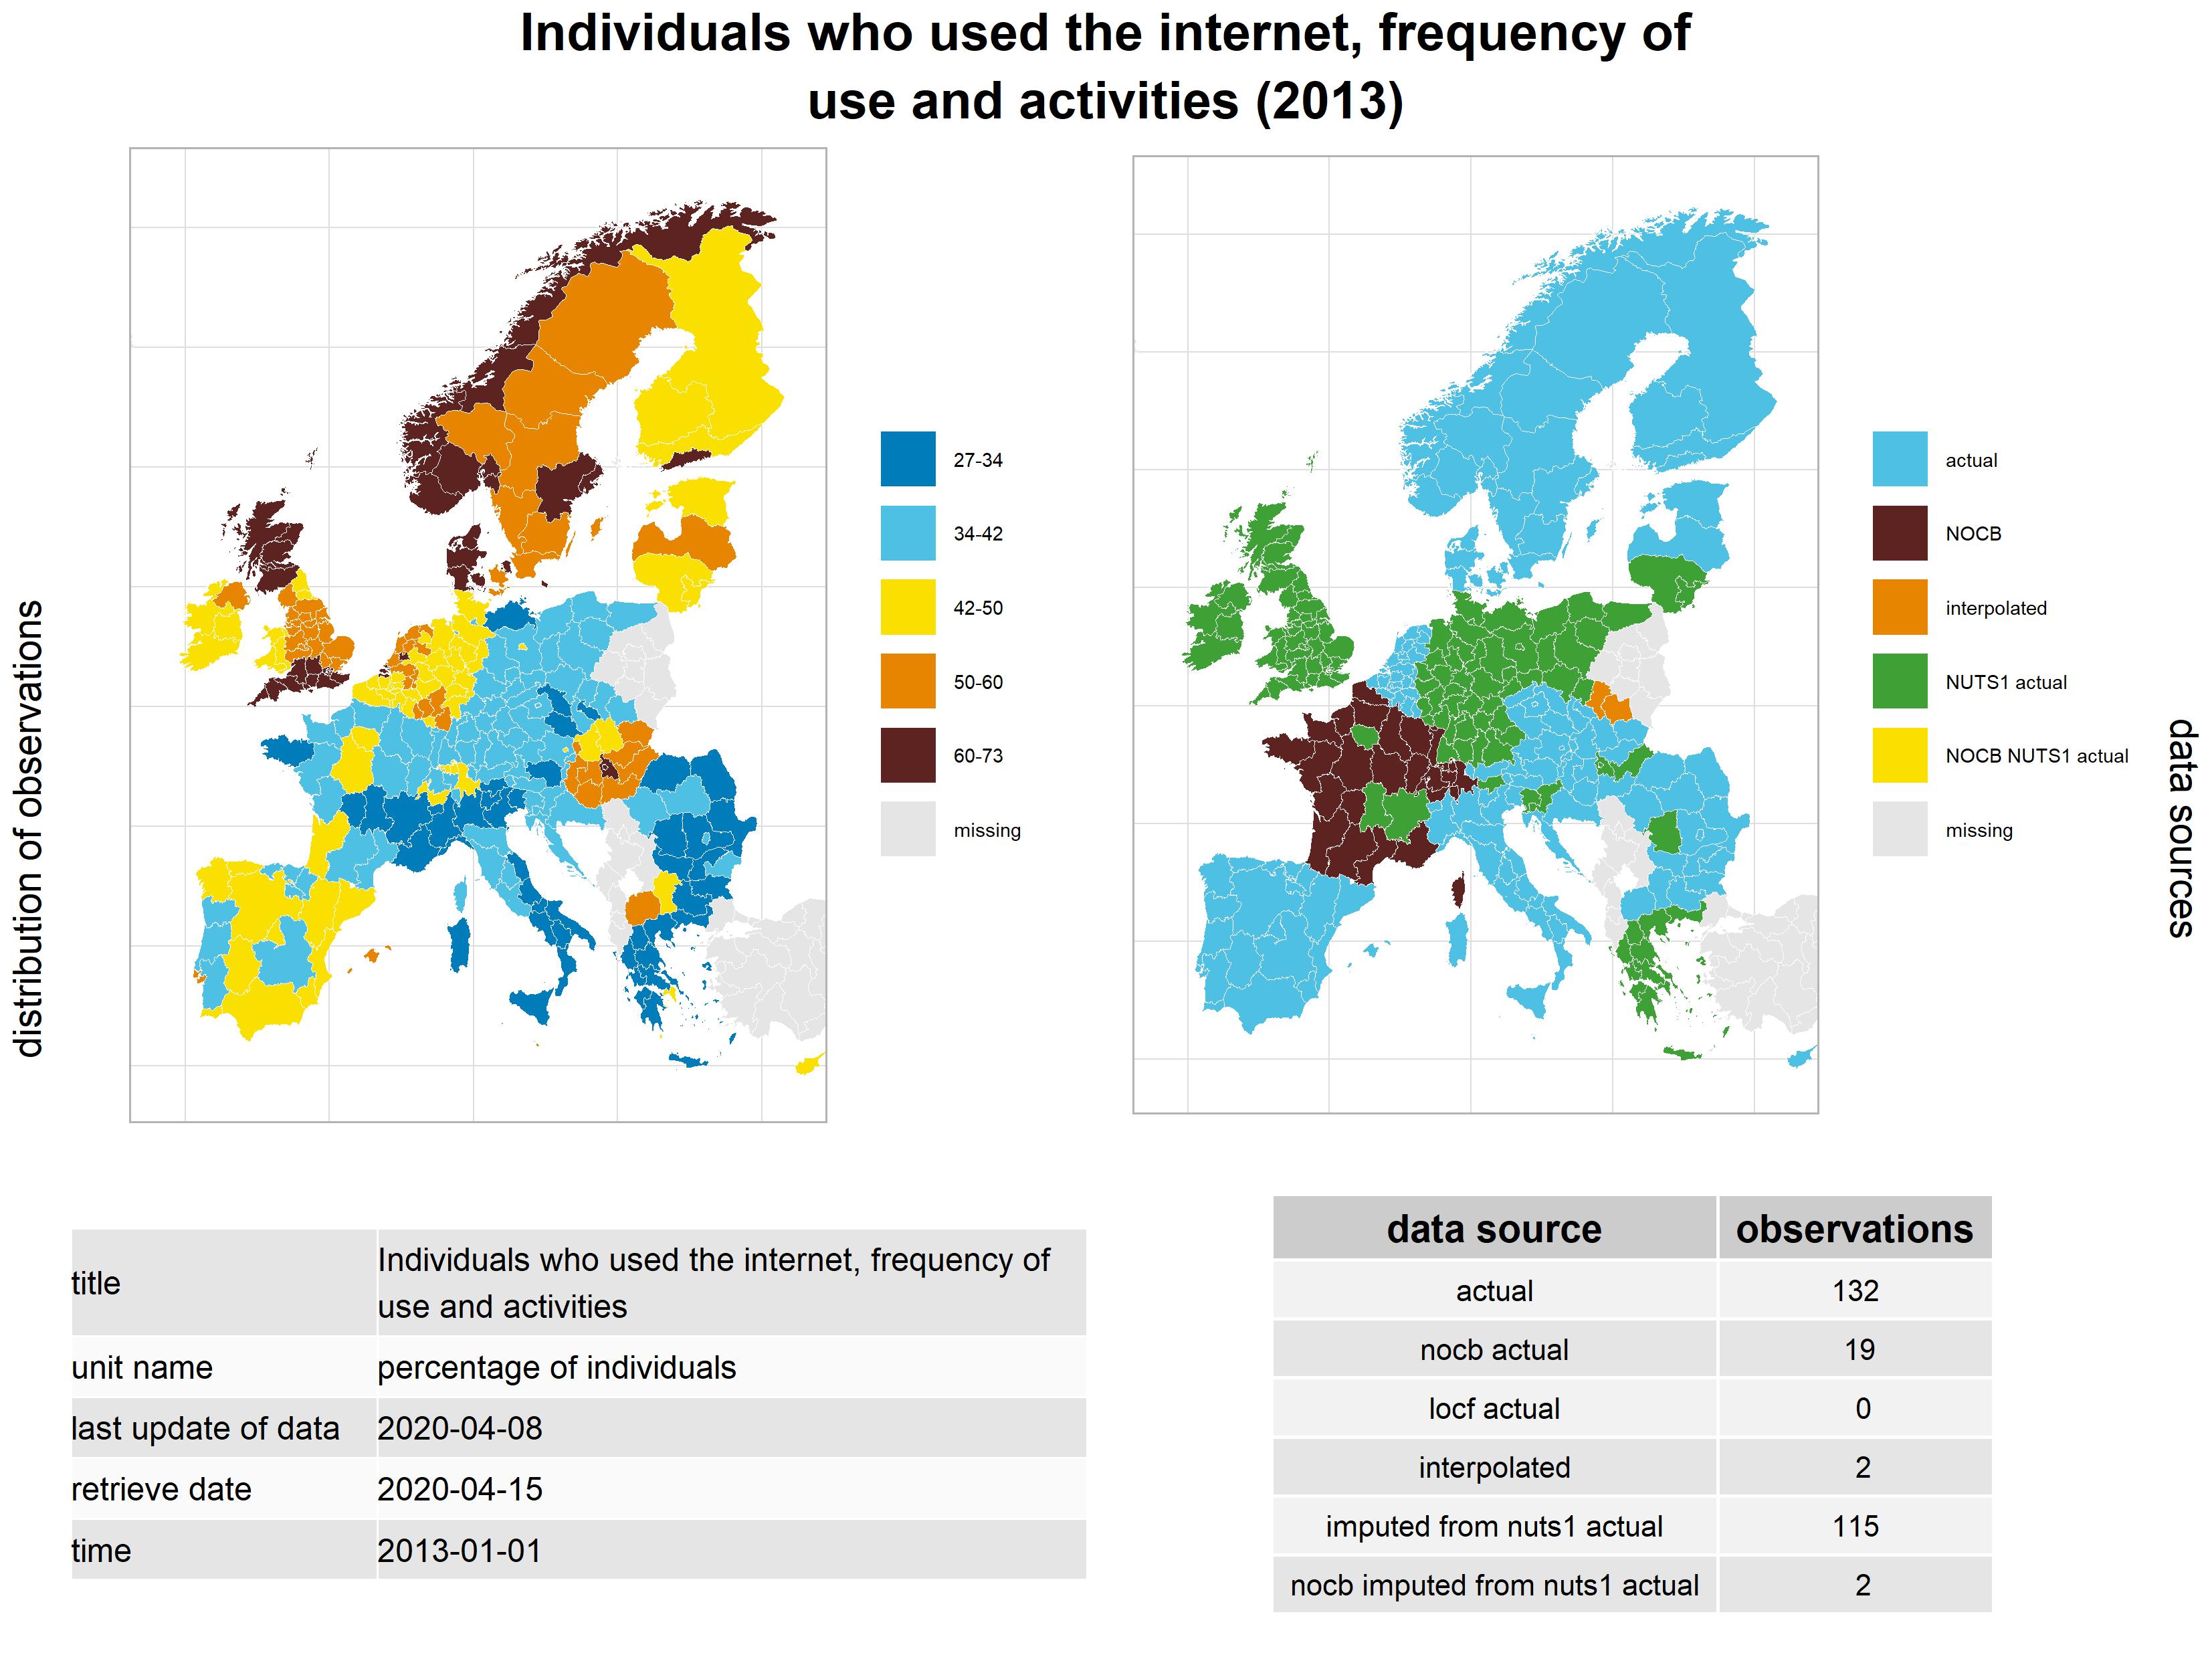 Individuals who used the internet, frequency of
use and activities (2013)
distribution of observations
27-34
34-42
42-50
50-60
60-73
missing
actual
NOCB
interpolated
NUTS1 actual
NOCB NUTS1 actual
missing
data sources
title
Individuals who used the internet, frequency of
use and activities
unit name percentage of individuals
last update of data 2020-04-08
retrieve date 2020-04-15
time 2013-01-01
data source observations
actual 132
nocb actual 19
locf actual 0
interpolated 2
imputed from nuts1 actual 115
nocb imputed from nuts1 actual 2